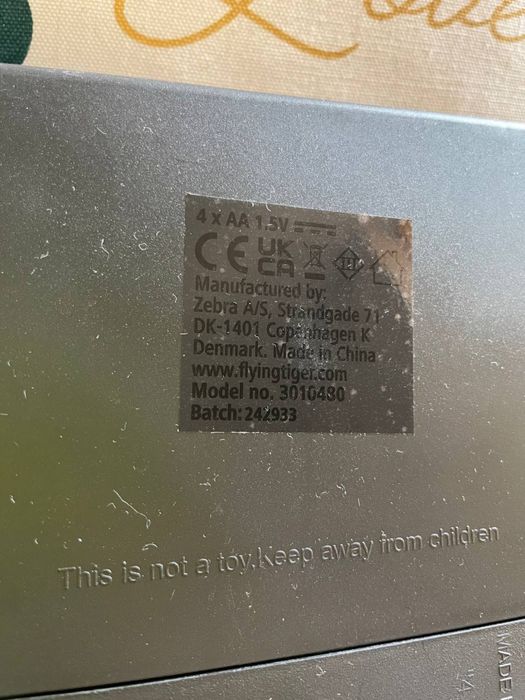 4 x AA 1.5V
CE UK CA
Manufactured by:
Zebra A/S, Strandgade 71
DK-1401 Copenhagen K
Denmark. Made in China
www.flyingtiger.com
Model no. 3010480
Batch: 242933
This is not a toy.Keep away from children
MADE